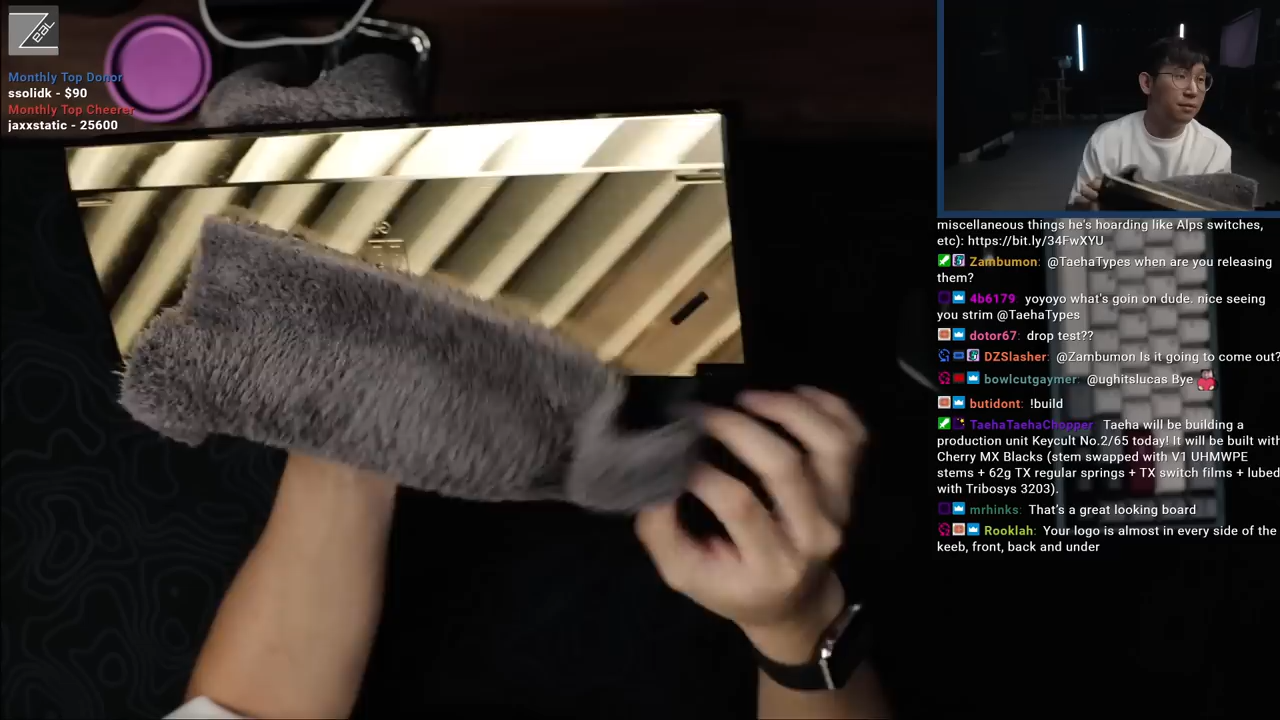 Zeal
Monthly Top Donor
ssolidk - $90
Monthly Top Cheerer
jaxxstatic - 25600
miscellaneous things he's hoarding like Alps switches,
etc): https://bit.ly/34FwXYU
Zambumon: @TaehaTypes when are you releasing
them?
4b6179: yoyoyo what's goin on dude. nice seeing
you strim @TaehaTypes
dotor67: drop test??
DZSlasher: @Zambumon Is it going to come out?
bowlcutgaymer: @ughitslucas Bye
butidont: !build
TaehaTaehaChopper: Taeha will be building a
production unit Keycult No.2/65 today! It will be built with
Cherry MX Blacks (stem swapped with V1 UHMWPE
stems + 62g TX regular springs + TX switch films + lubed
with Tribosys 3203).
mrhinks: That's a great looking board
Rooklah: Your logo is almost in every side of the
keeb, front, back and under